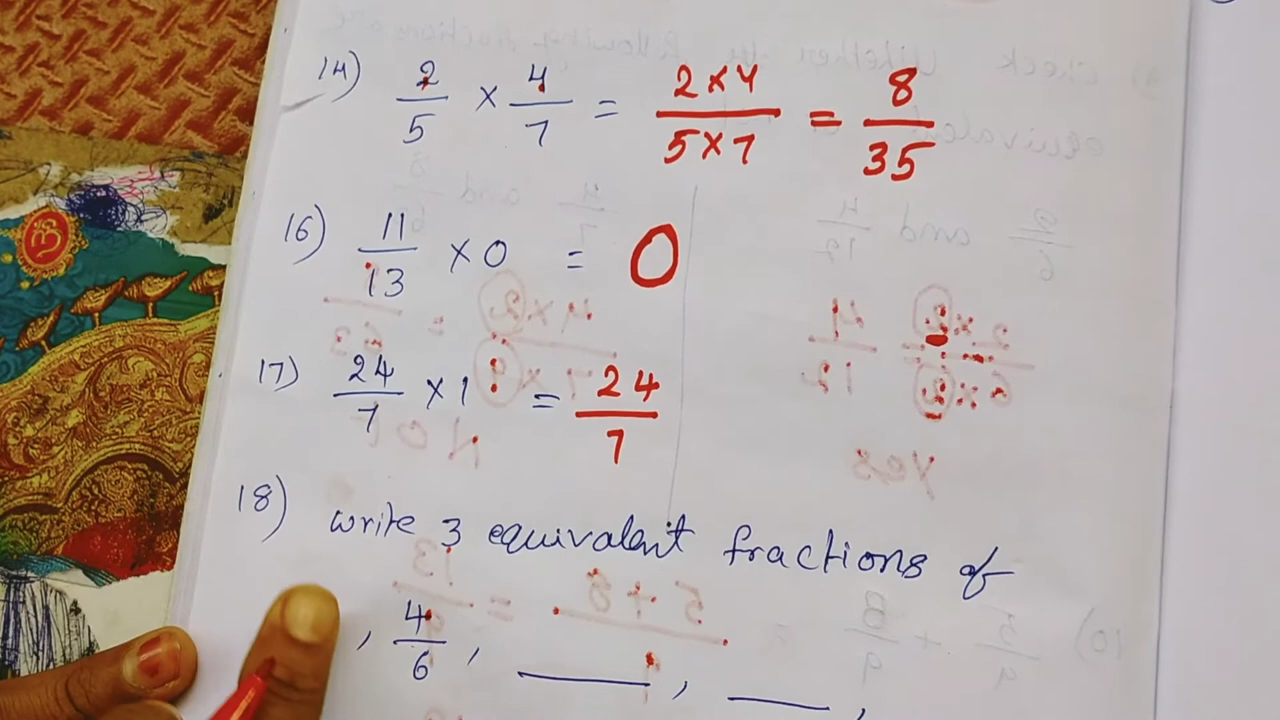 14) 2/5 × 4/7 = 2×4/5×7 = 8/35
16) 11/13 × 0 = 0
17) 24/7 × 1 = 24/7
18) write 3 equivalent fractions of
, 4/6, ____, ____,